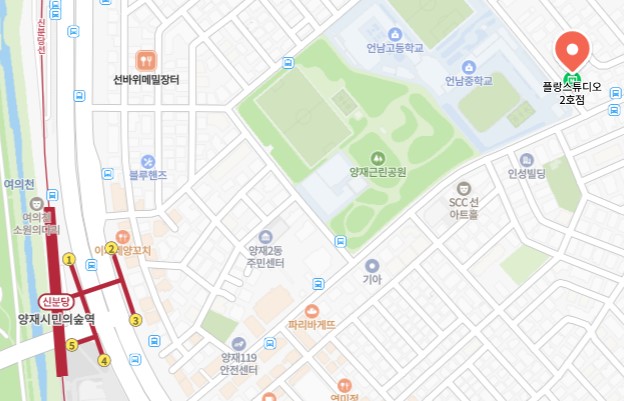 신분당선
언남고등학교
선바위메밀장터
언남중학교
플랑스튜디오
2호점
양재근린공원
블루핸즈
인성빌딩
여의천
SCC 선
아트홀
여의정
소원의다리
양재2동
주민센터
1
2
기아
신분당
양재시민의숲역
3
파리바게뜨
5
4
양재119
안전센터